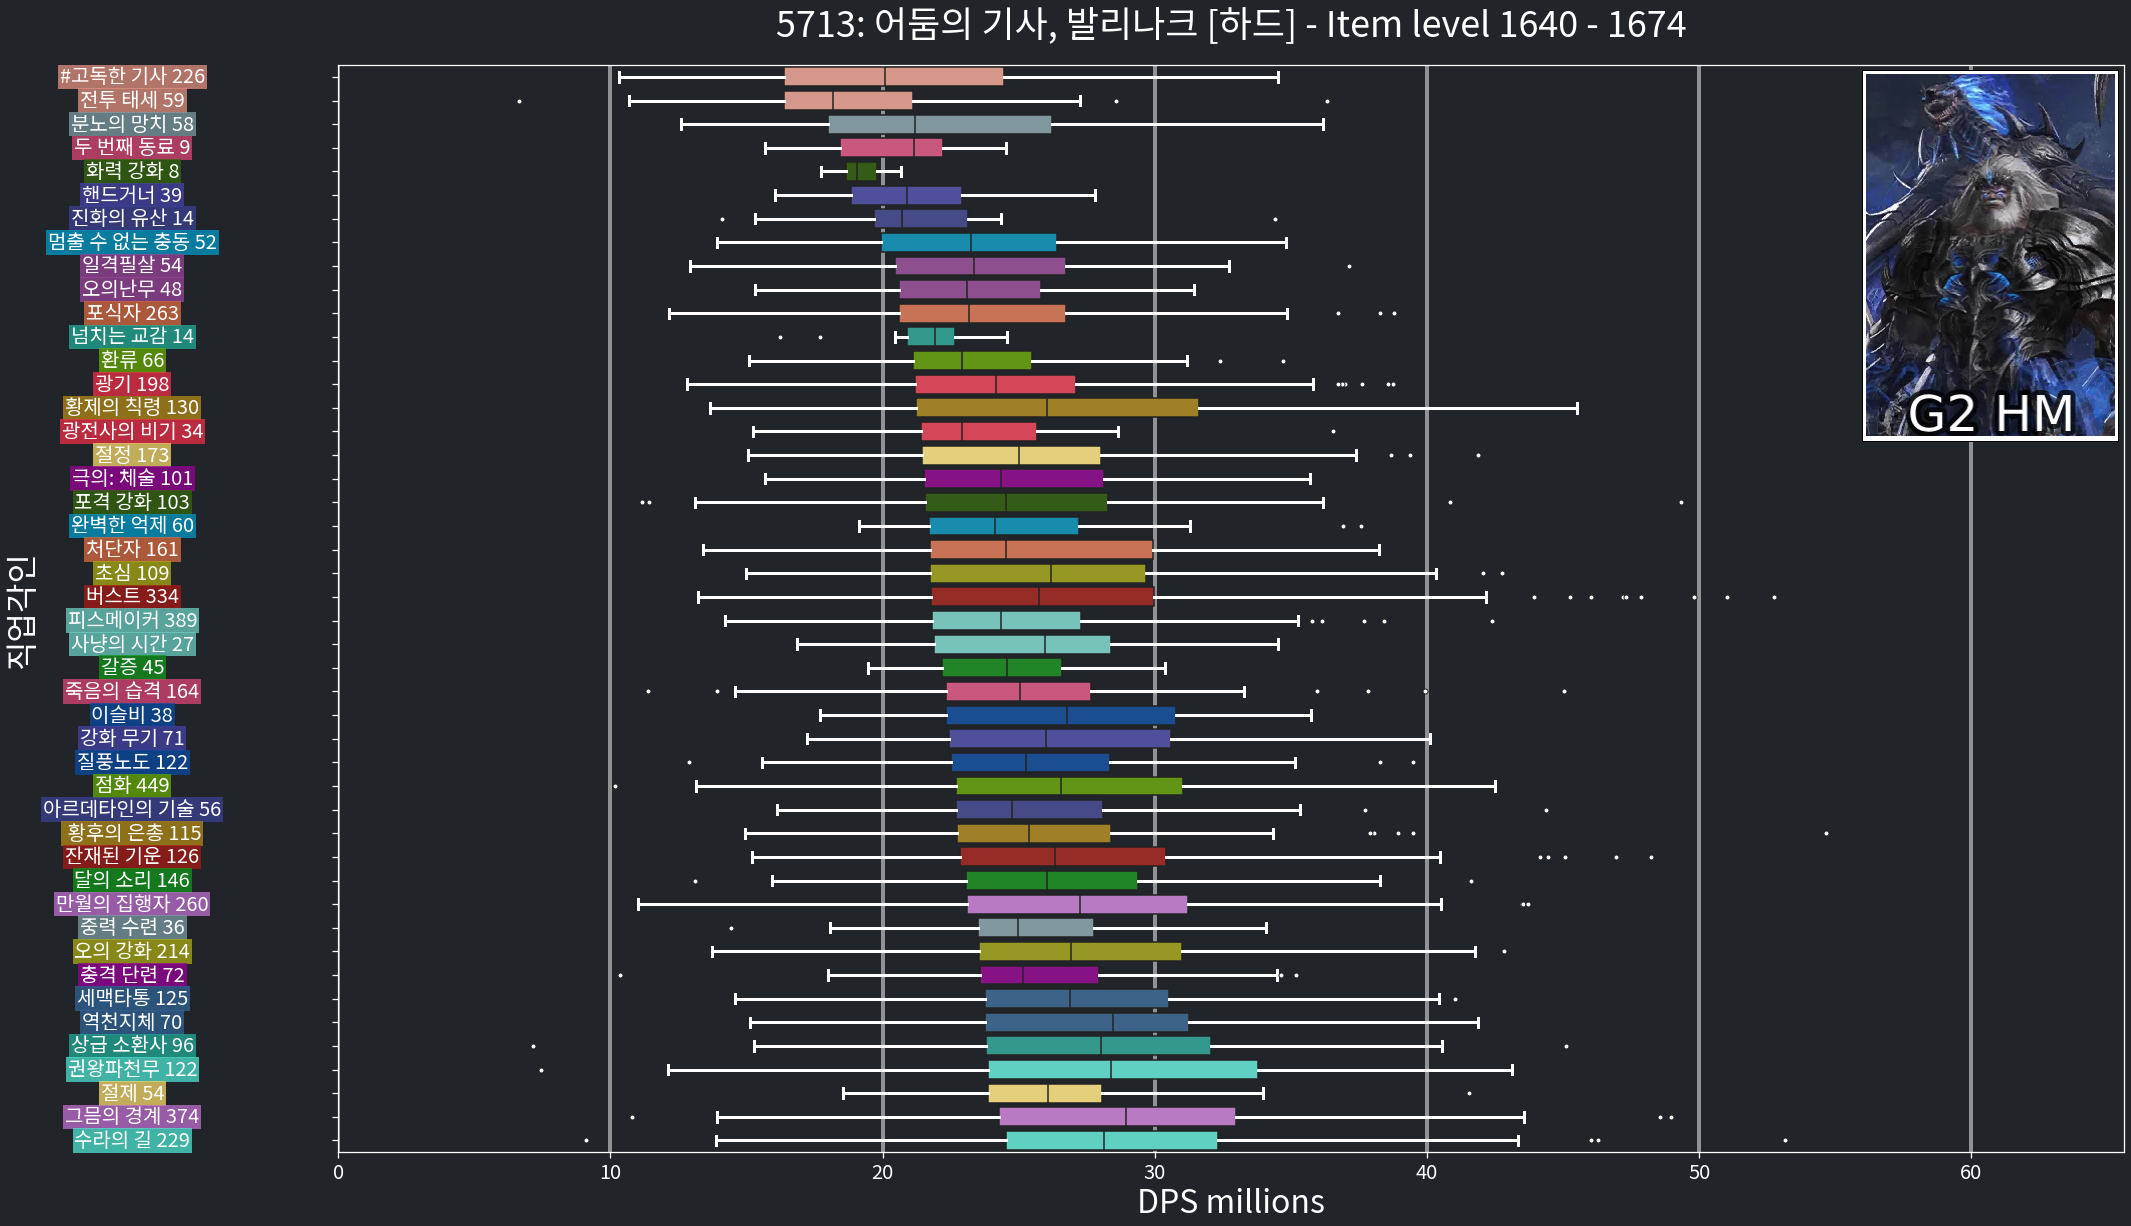 5713: 어둠의 기사, 발리나크 [하드] - Item level 1640 - 1674
#고독한 기사 226
전투 태세 59
분노의 망치 58
두 번째 동료 9
화력 강화 8
핸드거너 39
진화의 유산 14
멈출 수 없는 충동 52
일격필살 54
오의난무 48
포식자 263
넘치는 교감 14
환류 66
광기 198
황제의 칙령 130
광전사의 비기 34
절정 173
극의: 체술 101
포격 강화 103
완벽한 억제 60
처단자 161
초심 109
버스트 334
피스메이커 389
사냥의 시간 27
갈증 45
죽음의 습격 164
이슬비 38
강화 무기 71
질풍노도 122
점화 449
아르데타인의 기술 56
황후의 은총 115
잔재된 기운 126
달의 소리 146
만월의 집행자 260
중력 수련 36
오의 강화 214
충격 단련 72
세맥타통 125
역천지체 70
상급 소환사 96
권왕파천무 122
절제 54
그믐의 경계 374
수라의 길 229
직업각인
G2 HM
0 10 20 30 40 50 60
DPS millions